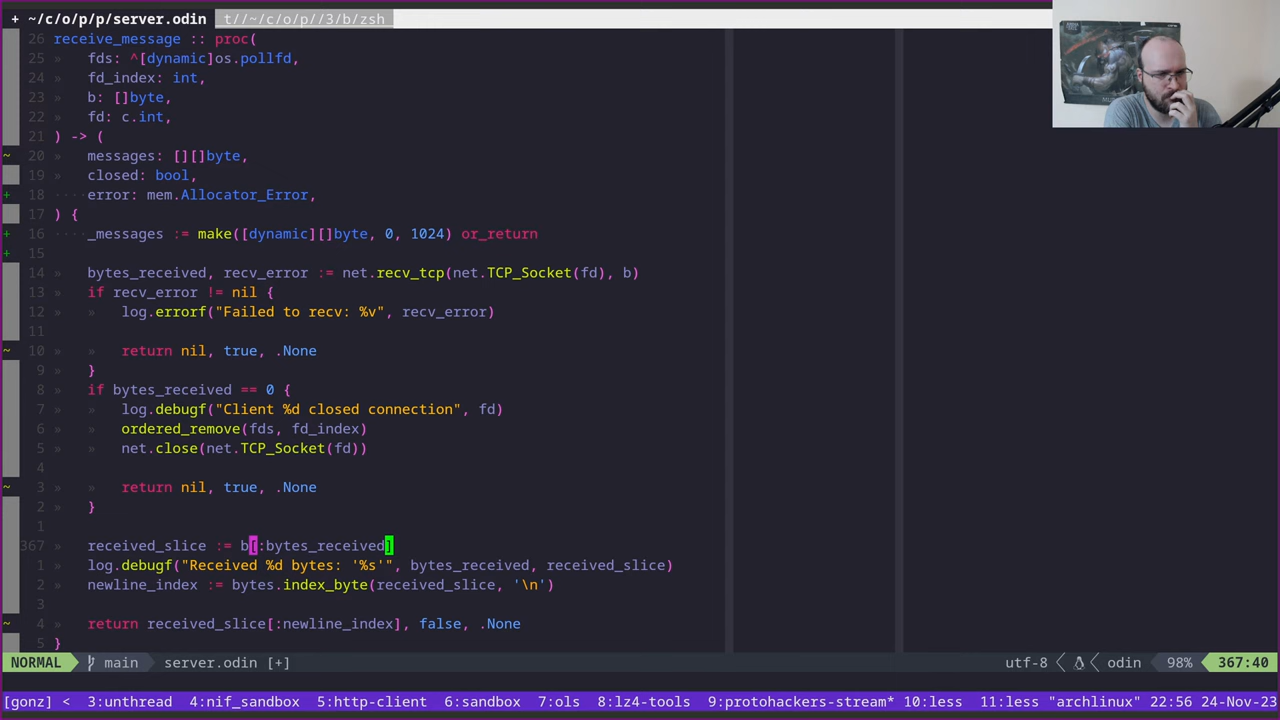 + ~/c/o/p/p/server.odin t//~/c/o/p//3/b/zsh
26 receive_message :: proc(
25 » fds: ^[dynamic]os.pollfd,
24 » fd_index: int,
23 » b: []byte,
22 » fd: c.int,
21 ) -> (
~ 20 » messages: [][]byte,
19 » closed: bool,
+ 18 ····error: mem.Allocator_Error,
17 ) {
+ 16 ····_messages := make([dynamic][]byte, 0, 1024) or_return
+ 15
14 » bytes_received, recv_error := net.recv_tcp(net.TCP_Socket(fd), b)
13 » if recv_error != nil {
12 » » log.errorf("Failed to recv: %v", recv_error)
11
~ 10 » » return nil, true, .None
9 » }
8 » if bytes_received == 0 {
7 » » log.debugf("Client %d closed connection", fd)
6 » » ordered_remove(fds, fd_index)
5 » » net.close(net.TCP_Socket(fd))
4
~ 3 » » return nil, true, .None
2 » }
1
367 » received_slice := b[:bytes_received]
1 » log.debugf("Received %d bytes: '%s'", bytes_received, received_slice)
2 » newline_index := bytes.index_byte(received_slice, '\n')
3
~ 4 » return received_slice[:newline_index], false, .None
5 }
NORMAL main server.odin [+] utf-8 odin 98% 367:40
[gonz] < 3:unthread 4:nif_sandbox 5:http-client 6:sandbox 7:ols 8:lz4-tools 9:protohackers-stream* 10:less 11:less "archlinux" 22:56 24-Nov-23